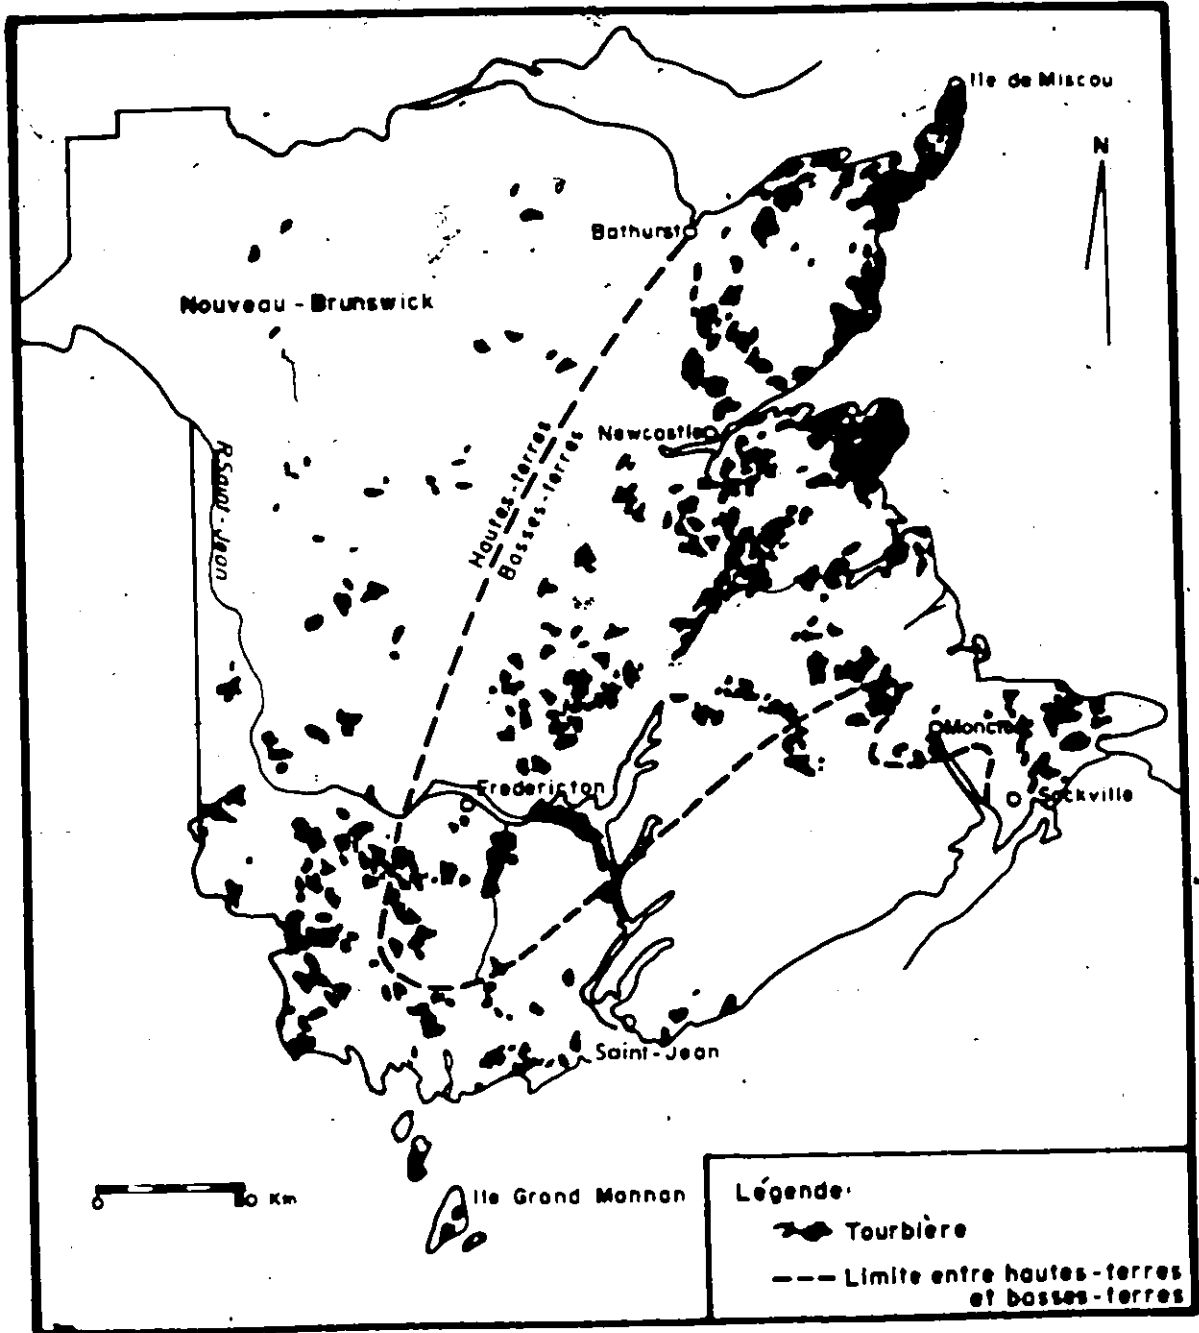 Ile de Miscou
N
Bathurst
Nouveau-Brunswick
Newcastle
Hautes-terres
Basses-terres
R Saint-Jean
Moncton
Fredericton
Sackville
Saint-Jean
Km
Ile Grand Mannan
Légende:
Tourbière
Limite entre hautes-terres
et basses-terres